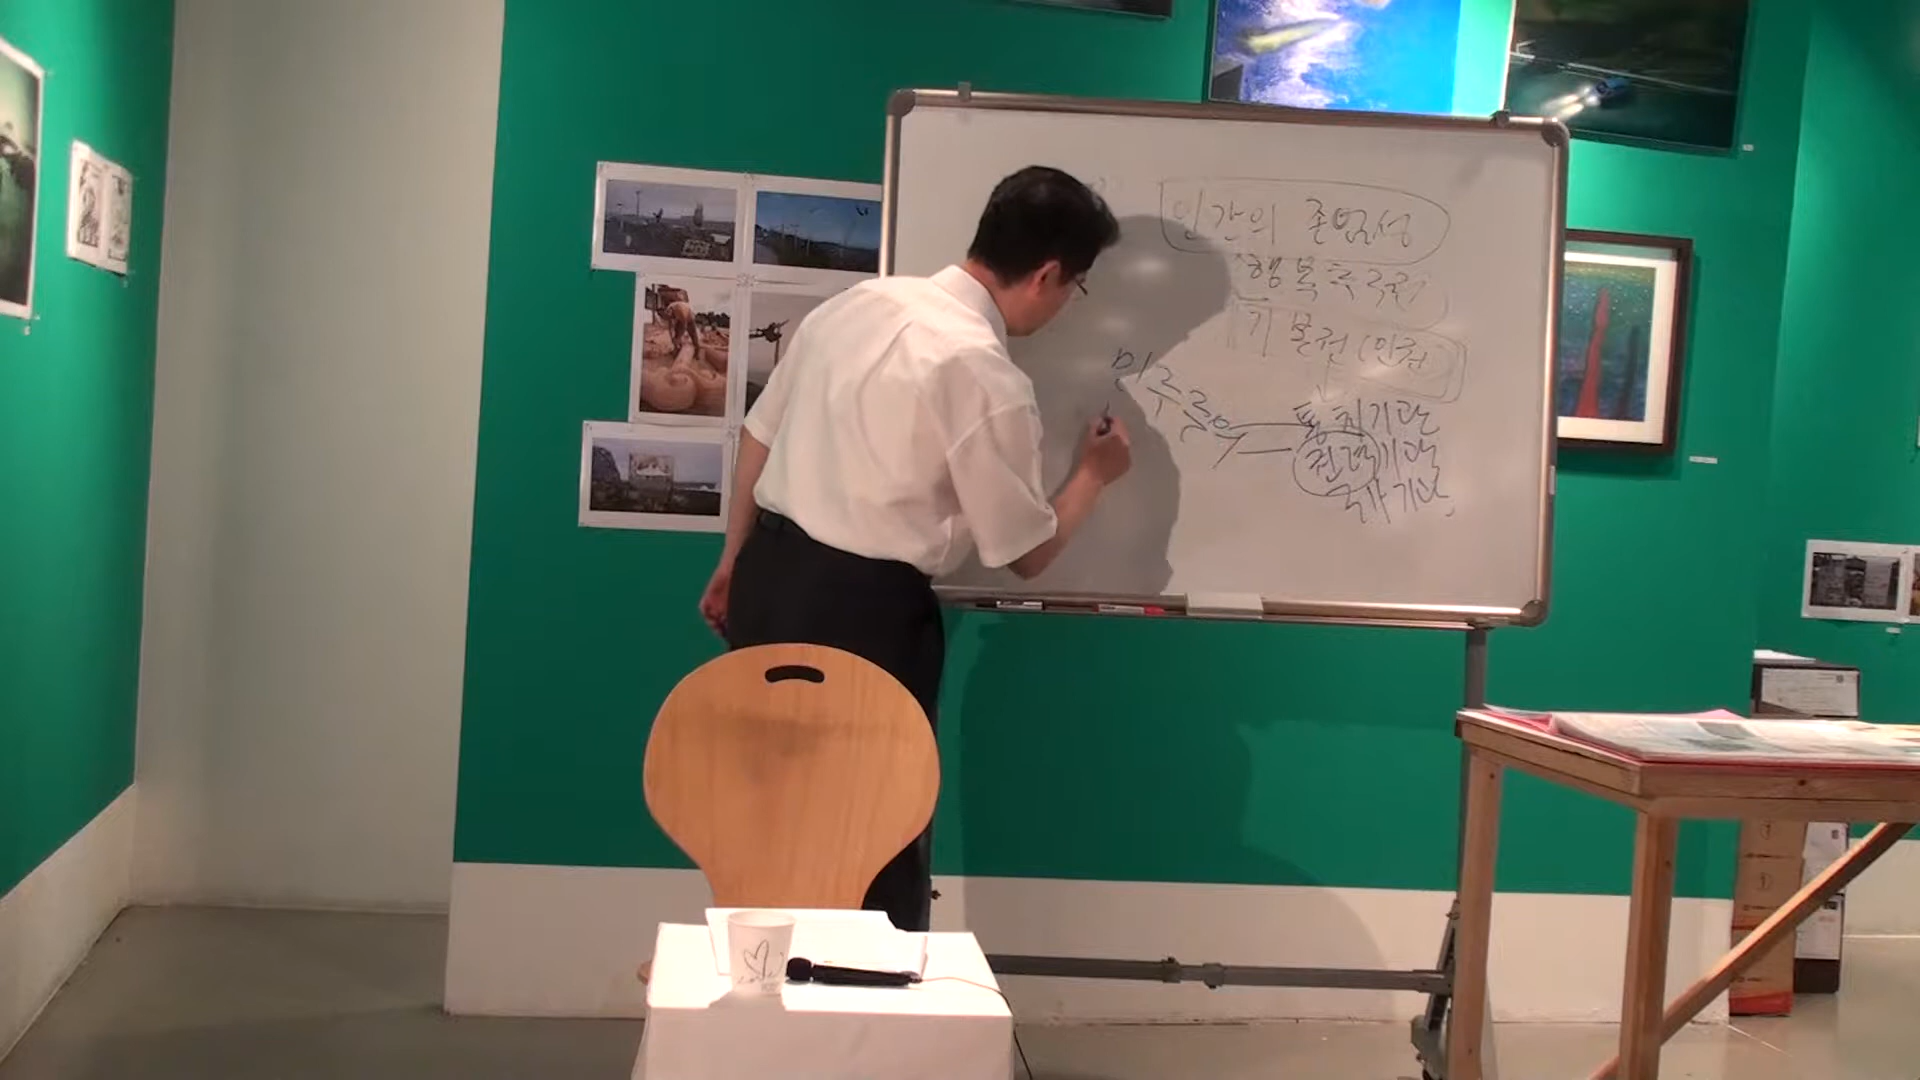 인간의 존엄성
행복추구권
기본권 (인권
민주주의
통치기관
권력기관
국가기관